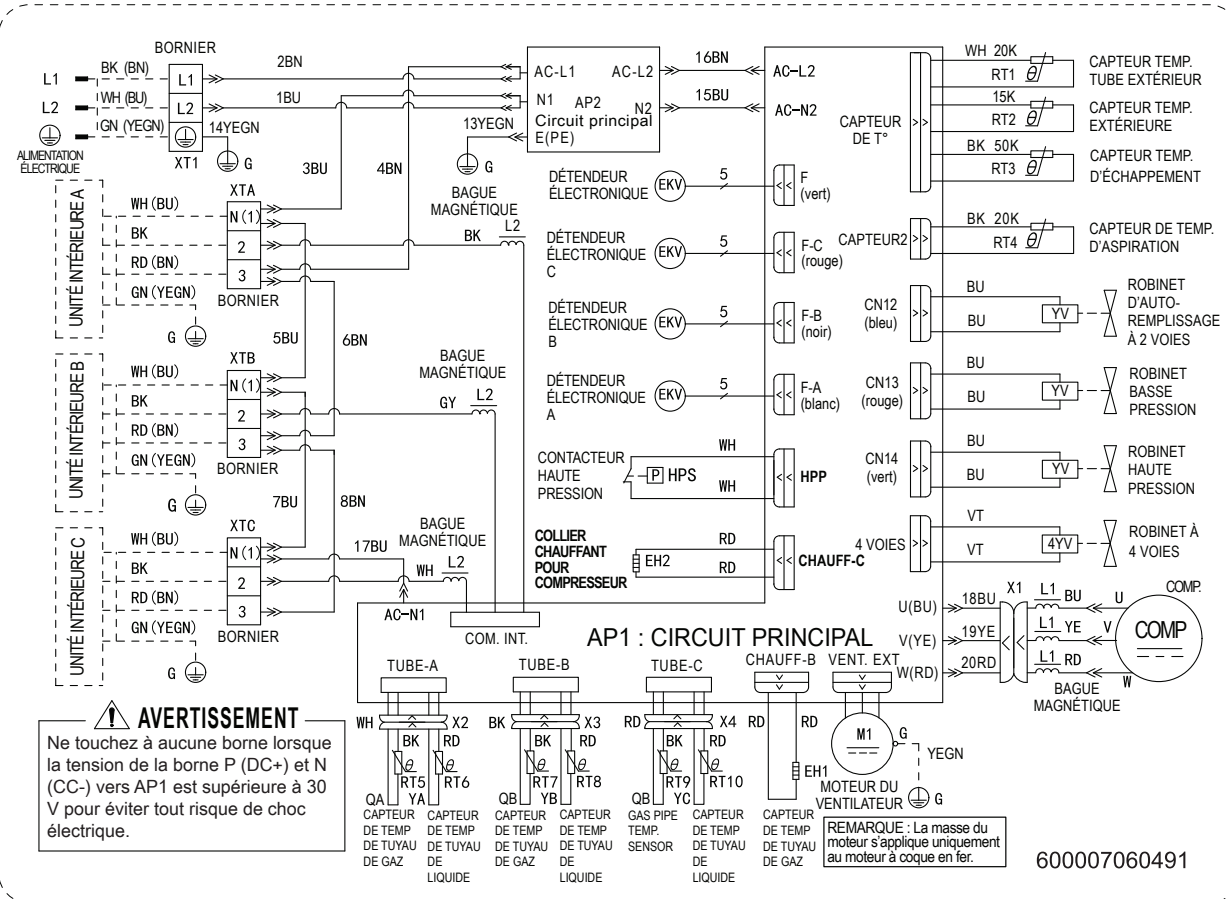 BORNIER
L1
BK (BN)
L1
2BN
L2
WH (BU)
L2
1BU
GN (YEGN)
14YEGN
G
XT1
ALIMENTATION
ÉLECTRIQUE
AC-L1
AC-L2
N1
AP2
N2
Circuit principal
E(PE)
13YEGN
G
16BN
15BU
AC-L2
AC-N2
3BU
4BN
UNITÉ INTÉRIEURE A
XTA
WH (BU)
N(1)
BK
2
RD (BN)
3
GN (YEGN)
BORNIER
G
5BU
6BN
BAGUE
MAGNÉTIQUE
BK
L2
UNITÉ INTÉRIEURE B
XTB
WH (BU)
N(1)
BK
2
RD (BN)
3
GN (YEGN)
BORNIER
G
7BU
8BN
BAGUE
MAGNÉTIQUE
GY
L2
UNITÉ INTÉRIEURE C
XTC
WH (BU)
N(1)
BK
2
RD (BN)
3
GN (YEGN)
BORNIER
G
17BU
BAGUE
MAGNÉTIQUE
WH
L2
AC-N1
COM. INT.
DÉTENDEUR
ÉLECTRONIQUE
EKV
5
F
(vert)
DÉTENDEUR
ÉLECTRONIQUE
C
EKV
5
F-C
(rouge)
DÉTENDEUR
ÉLECTRONIQUE
B
EKV
5
F-B
(noir)
DÉTENDEUR
ÉLECTRONIQUE
A
EKV
5
F-A
(blanc)
CONTACTEUR
HAUTE
PRESSION
P
HPS
WH
WH
HPP
COLLIER
CHAUFFANT
POUR
COMPRESSEUR
EH2
RD
RD
CHAUFF-C
CAPTEUR
DE T°
WH 20K
RT1
θ
CAPTEUR TEMP.
TUBE EXTÉRIEUR
15K
RT2
θ
CAPTEUR TEMP.
EXTÉRIEURE
BK 50K
RT3
θ
CAPTEUR TEMP.
D'ÉCHAPPEMENT
CAPTEUR2
BK 20K
RT4
θ
CAPTEUR DE TEMP.
D'ASPIRATION
CN12
(bleu)
BU
BU
YV
ROBINET
D'AUTO-
REMPLISSAGE
À 2 VOIES
CN13
(rouge)
BU
BU
YV
ROBINET
BASSE
PRESSION
CN14
(vert)
BU
BU
YV
ROBINET
HAUTE
PRESSION
4 VOIES
VT
VT
4YV
ROBINET À
4 VOIES
U(BU)
18BU
X1
L1
BU
U
V(YE)
19YE
L1
YE
V
W(RD)
20RD
L1
RD
W
COMP.
COMP
BAGUE
MAGNÉTIQUE
AP1 : CIRCUIT PRINCIPAL
TUBE-A
TUBE-B
TUBE-C
CHAUFF-B
VENT. EXT
WH
X2
BK
RD
θ
RT5
θ
RT6
QA
YA
CAPTEUR
DE TEMP
DE TUYAU
DE GAZ
CAPTEUR
DE TEMP
DE TUYAU
DE
LIQUIDE
BK
X3
BK
RD
θ
RT7
θ
RT8
QB
YB
CAPTEUR
DE TEMP
DE TUYAU
DE GAZ
CAPTEUR
DE TEMP
DE TUYAU
DE
LIQUIDE
RD
X4
BK
RD
θ
RT9
θ
RT10
QB
YC
GAS PIPE
TEMP.
SENSOR
CAPTEUR
DE TEMP
DE TUYAU
DE
LIQUIDE
RD
RD
EH1
CAPTEUR
DE TEMP
DE TUYAU
DE GAZ
M1
G
YEGN
MOTEUR DU
VENTILATEUR
G
REMARQUE : La masse du
moteur s'applique uniquement
au moteur à coque en fer.
AVERTISSEMENT
Ne touchez à aucune borne lorsque
la tension de la borne P (DC+) et N
(CC-) vers AP1 est supérieure à 30
V pour éviter tout risque de choc
électrique.
600007060491